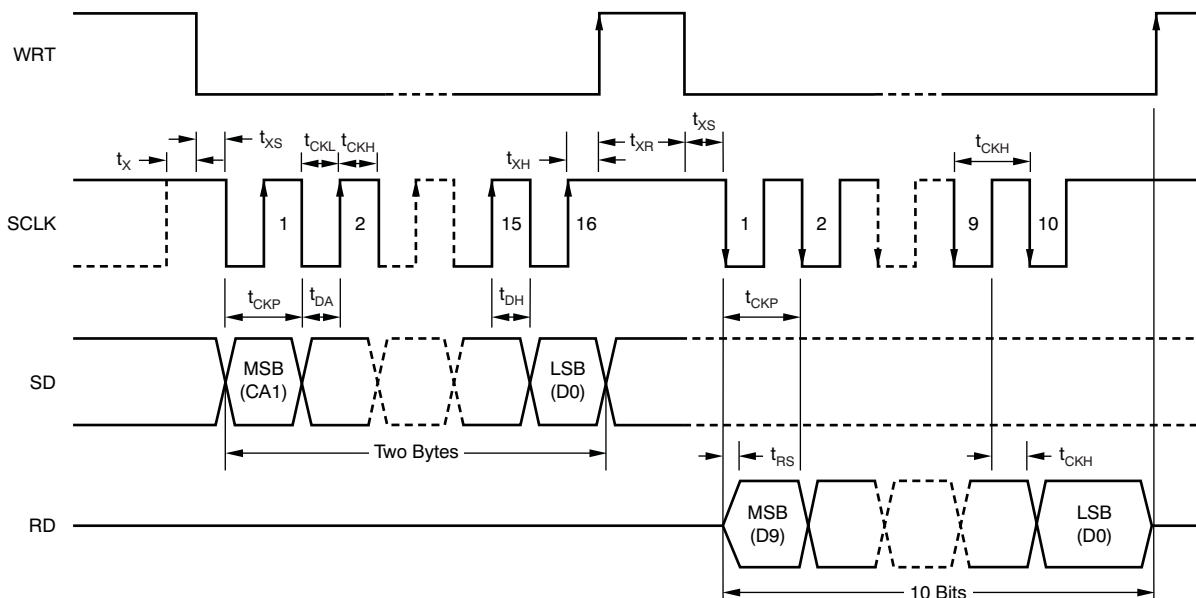 WRT
tX tXS tCKL tCKH tXH tXR tXS tCKH
SCLK 1 2 15 16 1 2 9 10
tCKP tDA tDH tCKP
SD MSB (CA1) LSB (D0)
Two Bytes
tRS tCKH
RD MSB (D9) LSB (D0)
10 Bits